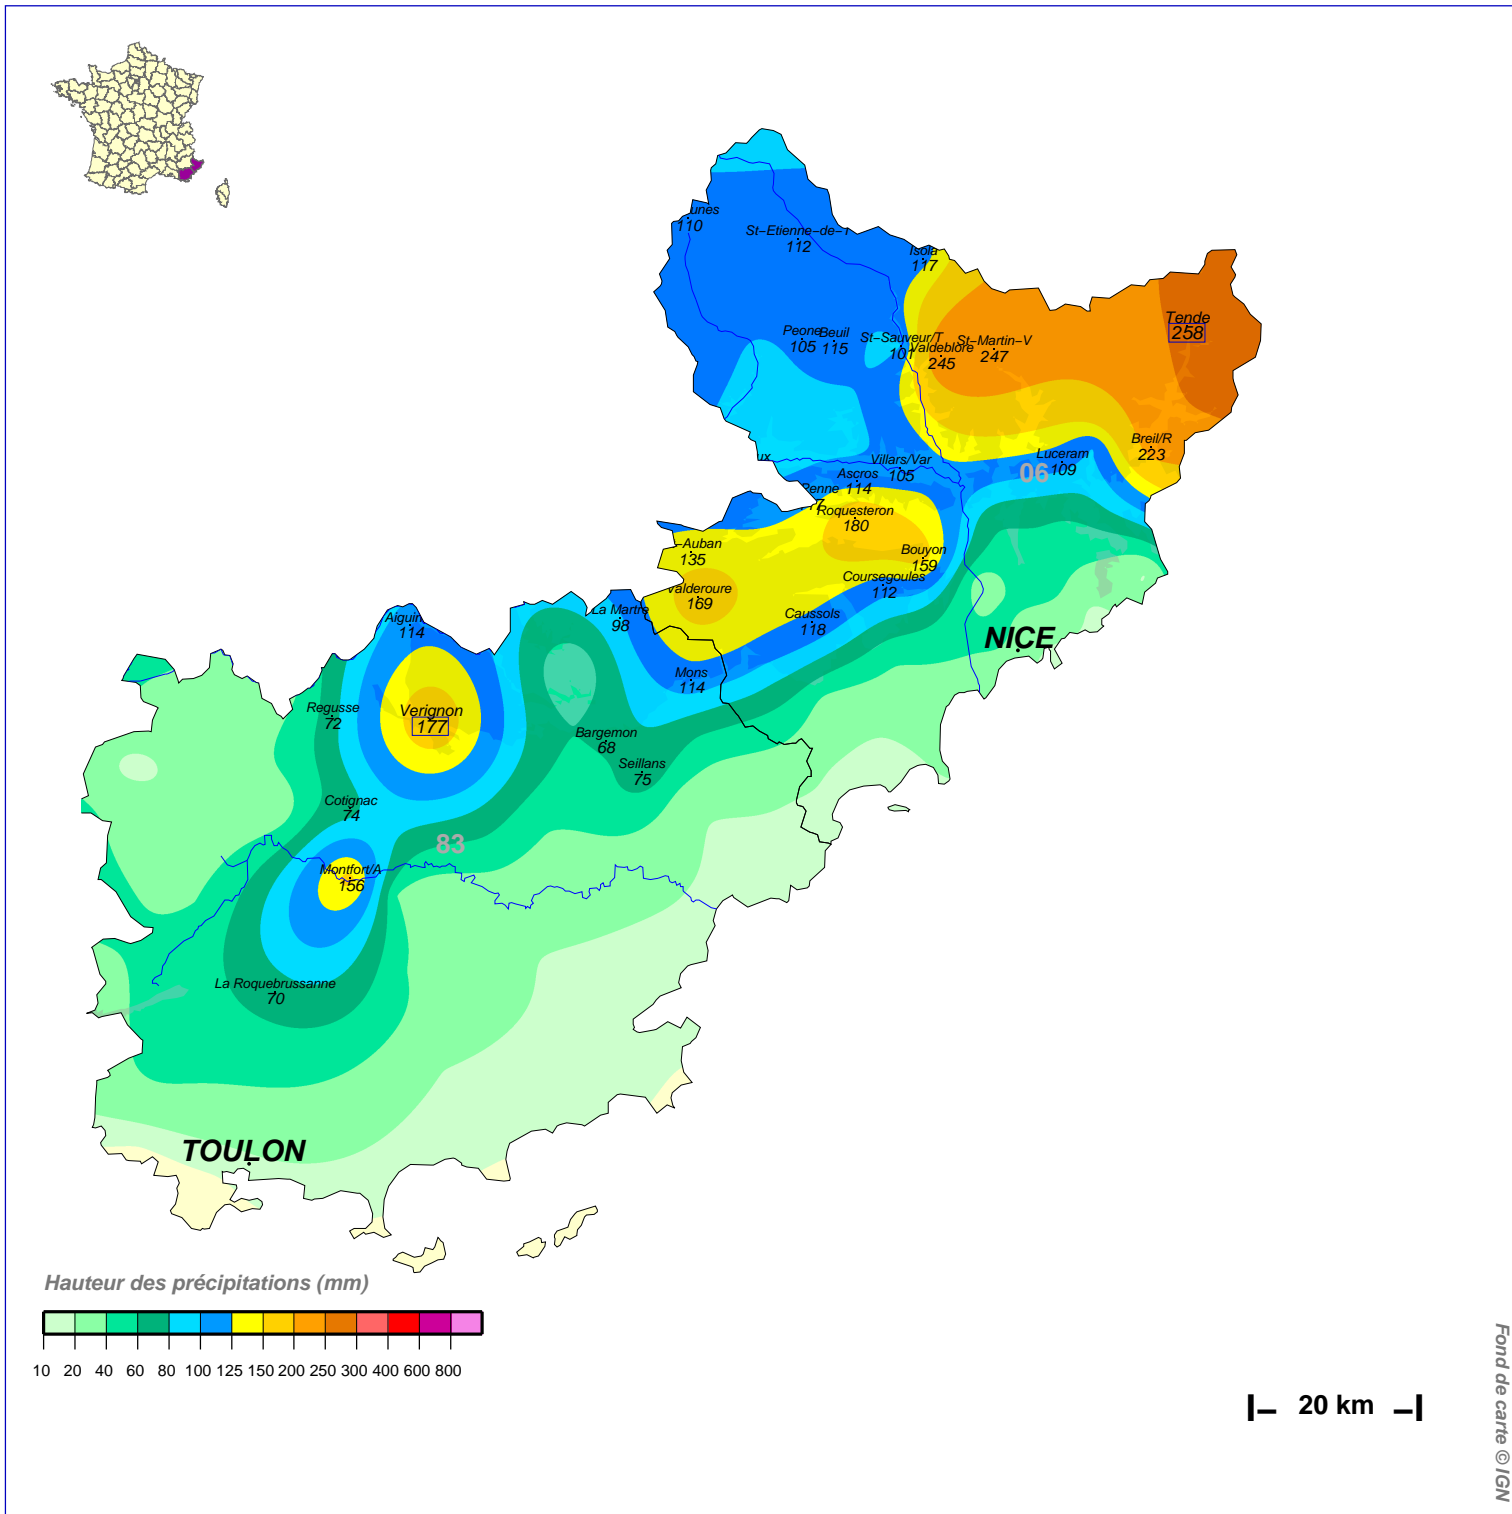 unes
110
St-Etienne-de-T
112
Isola
117
Tende
258
Peone
105
Beuil
115
St-Sauveur/T
101
Valdeblore
245
St-Martin-V
247
Breil/R
223
Luceram
109
06
ux
Villars/Var
105
Ascros
114
Penne
Roquesteron
180
-Auban
135
Bouyon
159
Coursegoules
112
Valderoure
169
Caussols
118
La Martre
98
Aiguin
114
NICE
Mons
114
Regusse
72
Verignon
177
Bargemon
68
Seillans
75
Cotignac
74
83
Montfort/A
156
La Roquebrussanne
70
TOULON
Hauteur des précipitations (mm)
10 20 40 60 80 100 125 150 200 250 300 400 600 800
20 km
Fond de carte © IGN